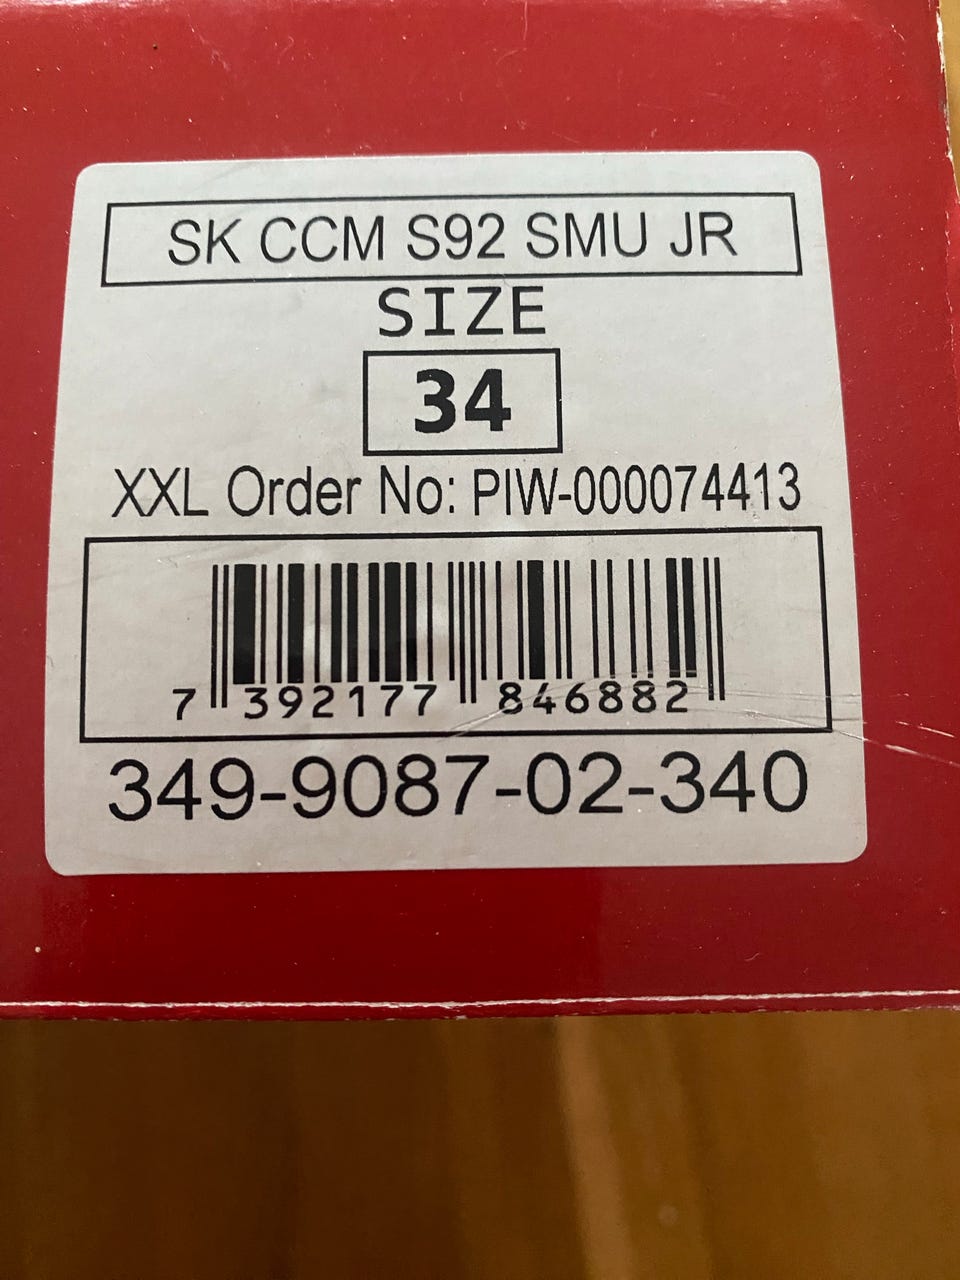 SK CCM S92 SMU JR
SIZE
34
XXL Order No: PIW-000074413
7 392177 846882
349-9087-02-340